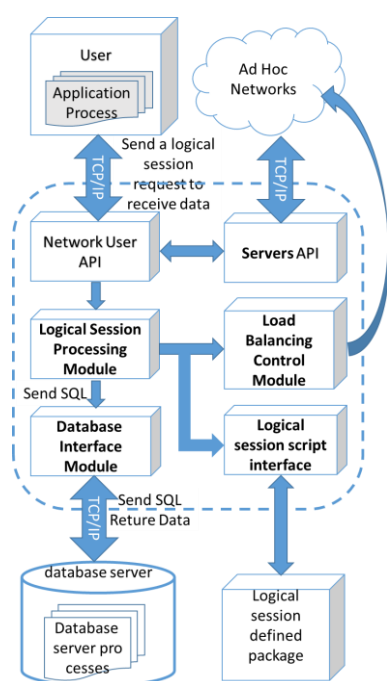 User
Application
Process
Ad Hoc
Networks
TCP/IP
Send a logical
session
request to
receive data
TCP/IP
Network User
API
Servers API
Logical Session
Processing
Module
Load
Balancing
Control
Module
Send SQL
Database
Interface
Module
Logical
session script
interface
TCP/IP
Send SQL
Reture Data
database server
Database
server pro
cesses
Logical
session
defined
package